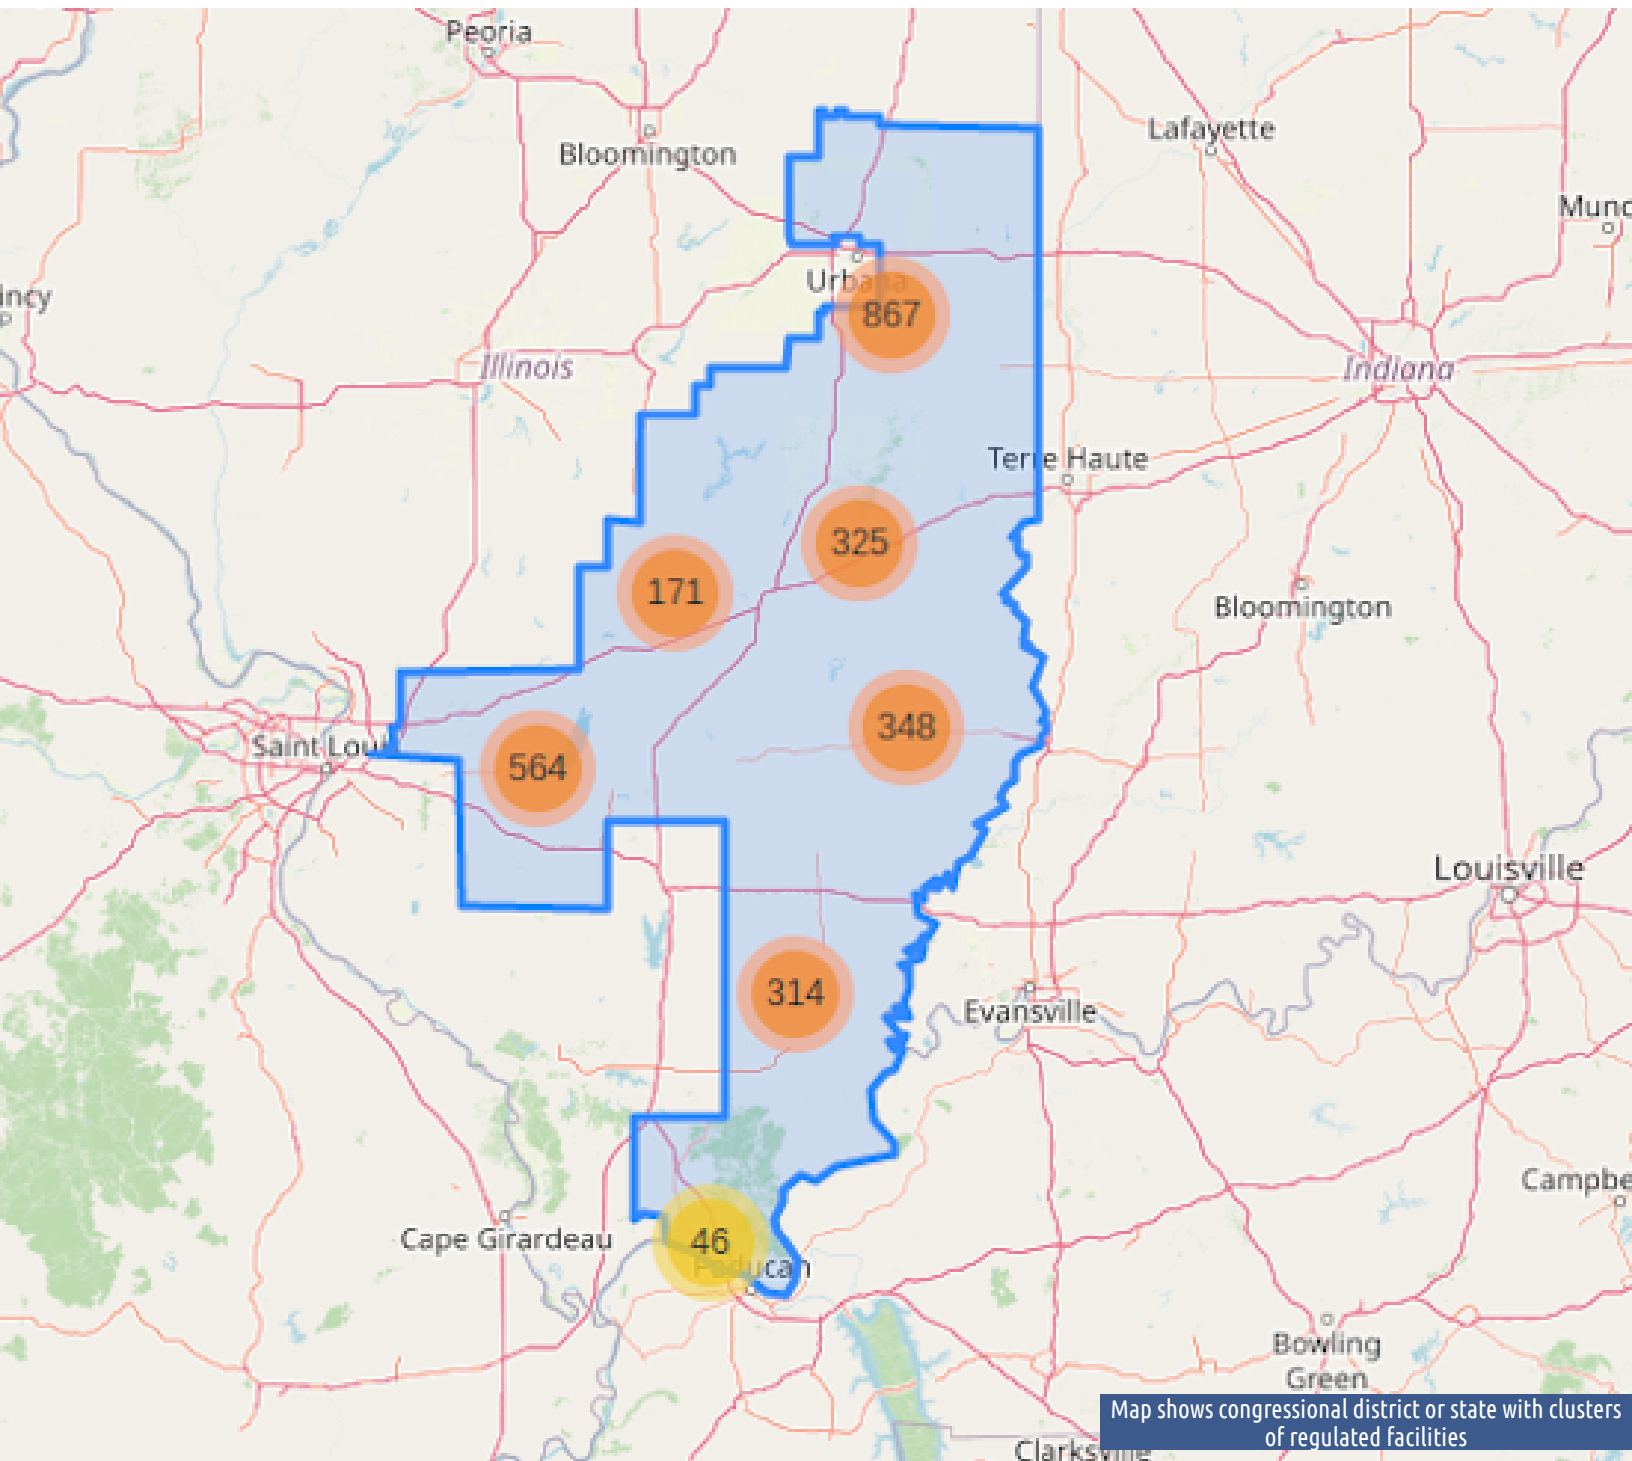 Peoria
Bloomington
Lafayette
Munc
incy
Urbana
867
Illinois
Indiana
Terre Haute
325
171
Bloomington
348
Saint Loui
564
Louisville
314
Evansville
Campbe
Cape Girardeau
46
Paducah
Bowling
Green
Map shows congressional district or state with clusters
of regulated facilities
Clarksville